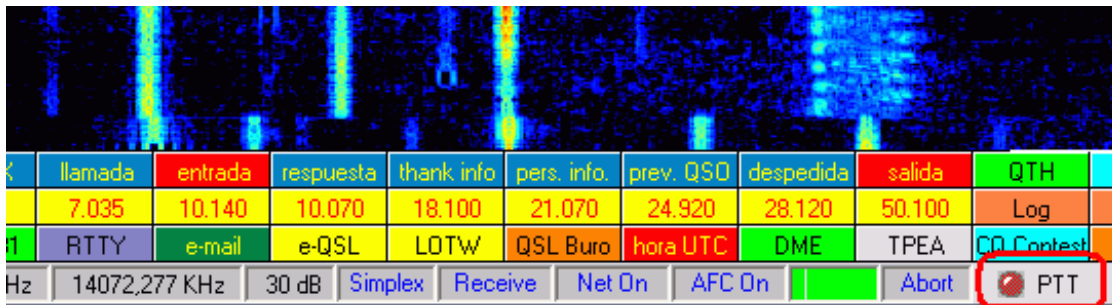 llamada entrada respuesta thank info pers. info. prev. QSO despedida salida QTH
7.035 10.140 10.070 18.100 21.070 24.920 28.120 50.100 Log
RTTY e-mail e-QSL LOTW QSL Buro hora UTC DME TPEA CQ Contest
Hz 14072,277 KHz 30 dB Simplex Receive Net On AFC On Abort PTT